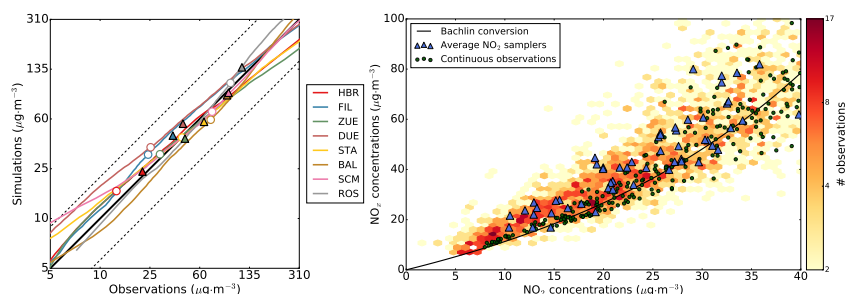 310
135
60
25
10
5
5
10
25
60
135
310
Simulations (μg·m⁻³)
Observations (μg·m⁻³)
HBR
FIL
ZUE
DUE
STA
BAL
SCM
ROS
100
80
60
40
20
0
0
5
10
15
20
25
30
35
40
NOₓ concentrations (μg·m⁻³)
NO₂ concentrations (μg·m⁻³)
Bachlin conversion
Average NO₂ samplers
Continuous observations
17
8
4
2
# observations